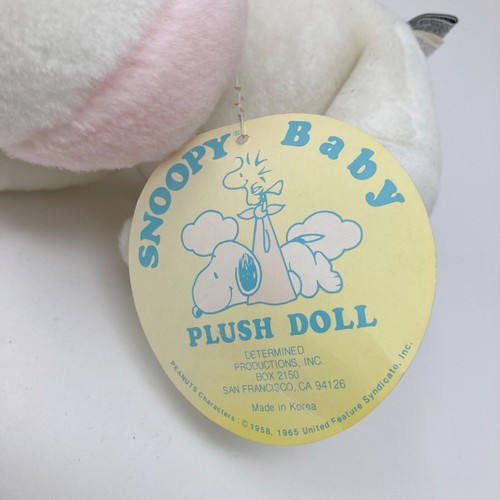 SNOOPY® Baby
PLUSH DOLL
DETERMINED
PRODUCTIONS, INC.
BOX 2150
SAN FRANCISCO, CA 94126
Made in Korea
PEANUTS Characters: © 1958, 1965 United Feature Syndicate, Inc.